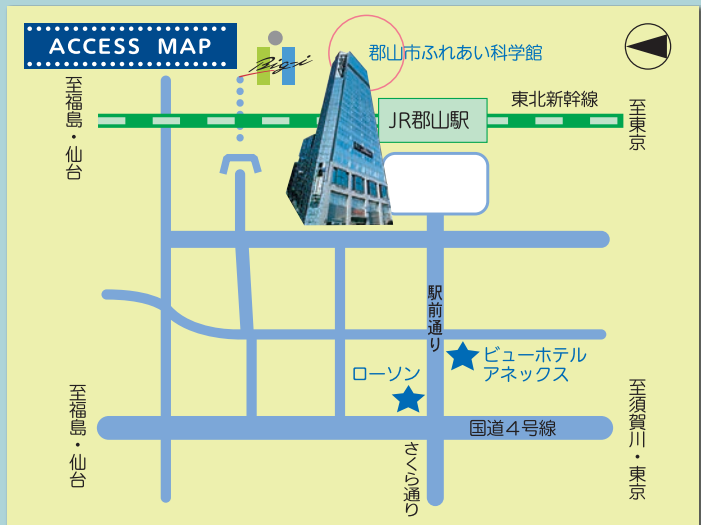 ACCESS MAP
Bigi
郡山市ふれあい科学館
至福島・仙台
東北新幹線
JR郡山駅
至東京
駅前通り
ビューホテル
アネックス
ローソン
至福島・仙台
国道4号線
至須賀川・東京
さくら通り